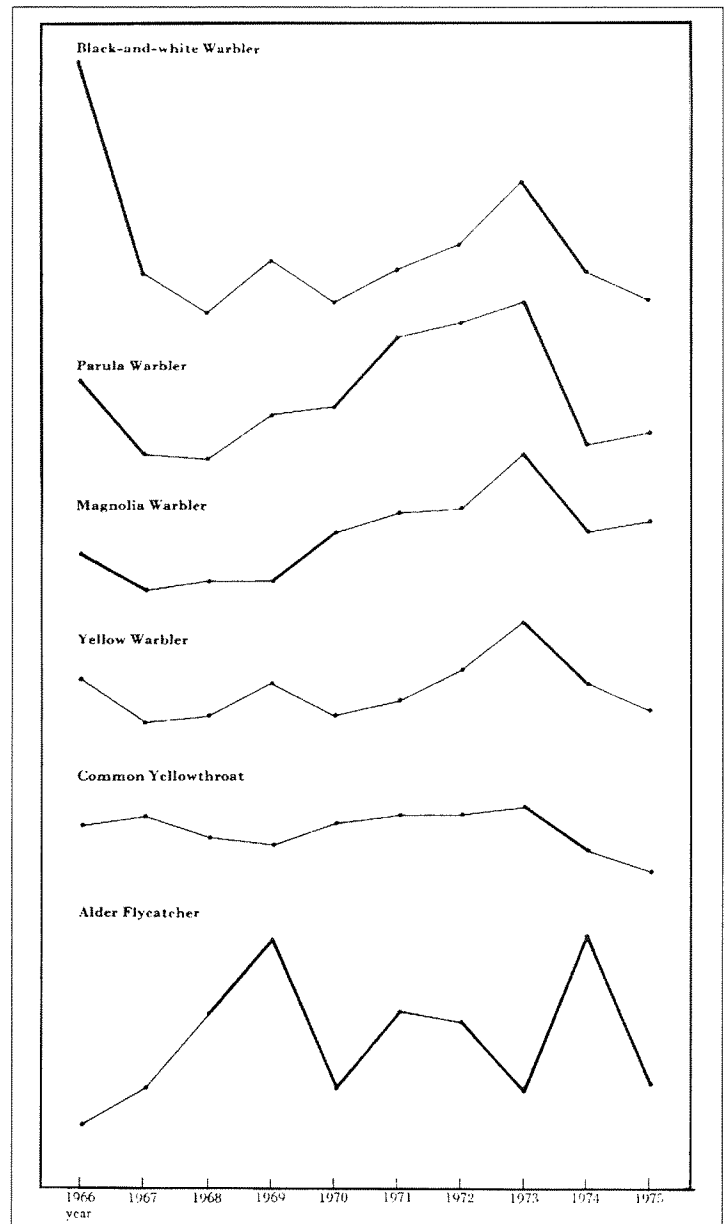 Black-and-white Warbler
Parula Warbler
Magnolia Warbler
Yellow Warbler
Common Yellowthroat
Alder Flycatcher
1966 1967 1968 1969 1970 1971 1972 1973 1974 1975
year